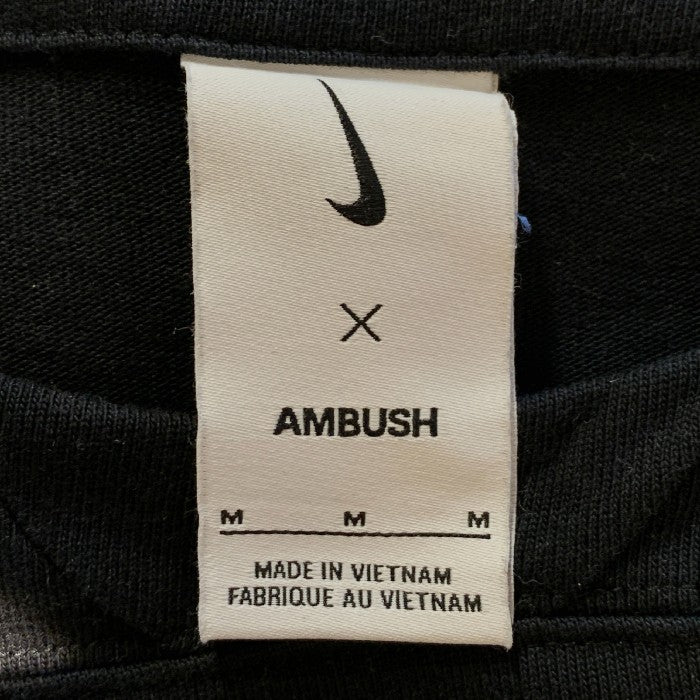 ×
AMBUSH
M M M
MADE IN VIETNAM
FABRIQUE AU VIETNAM